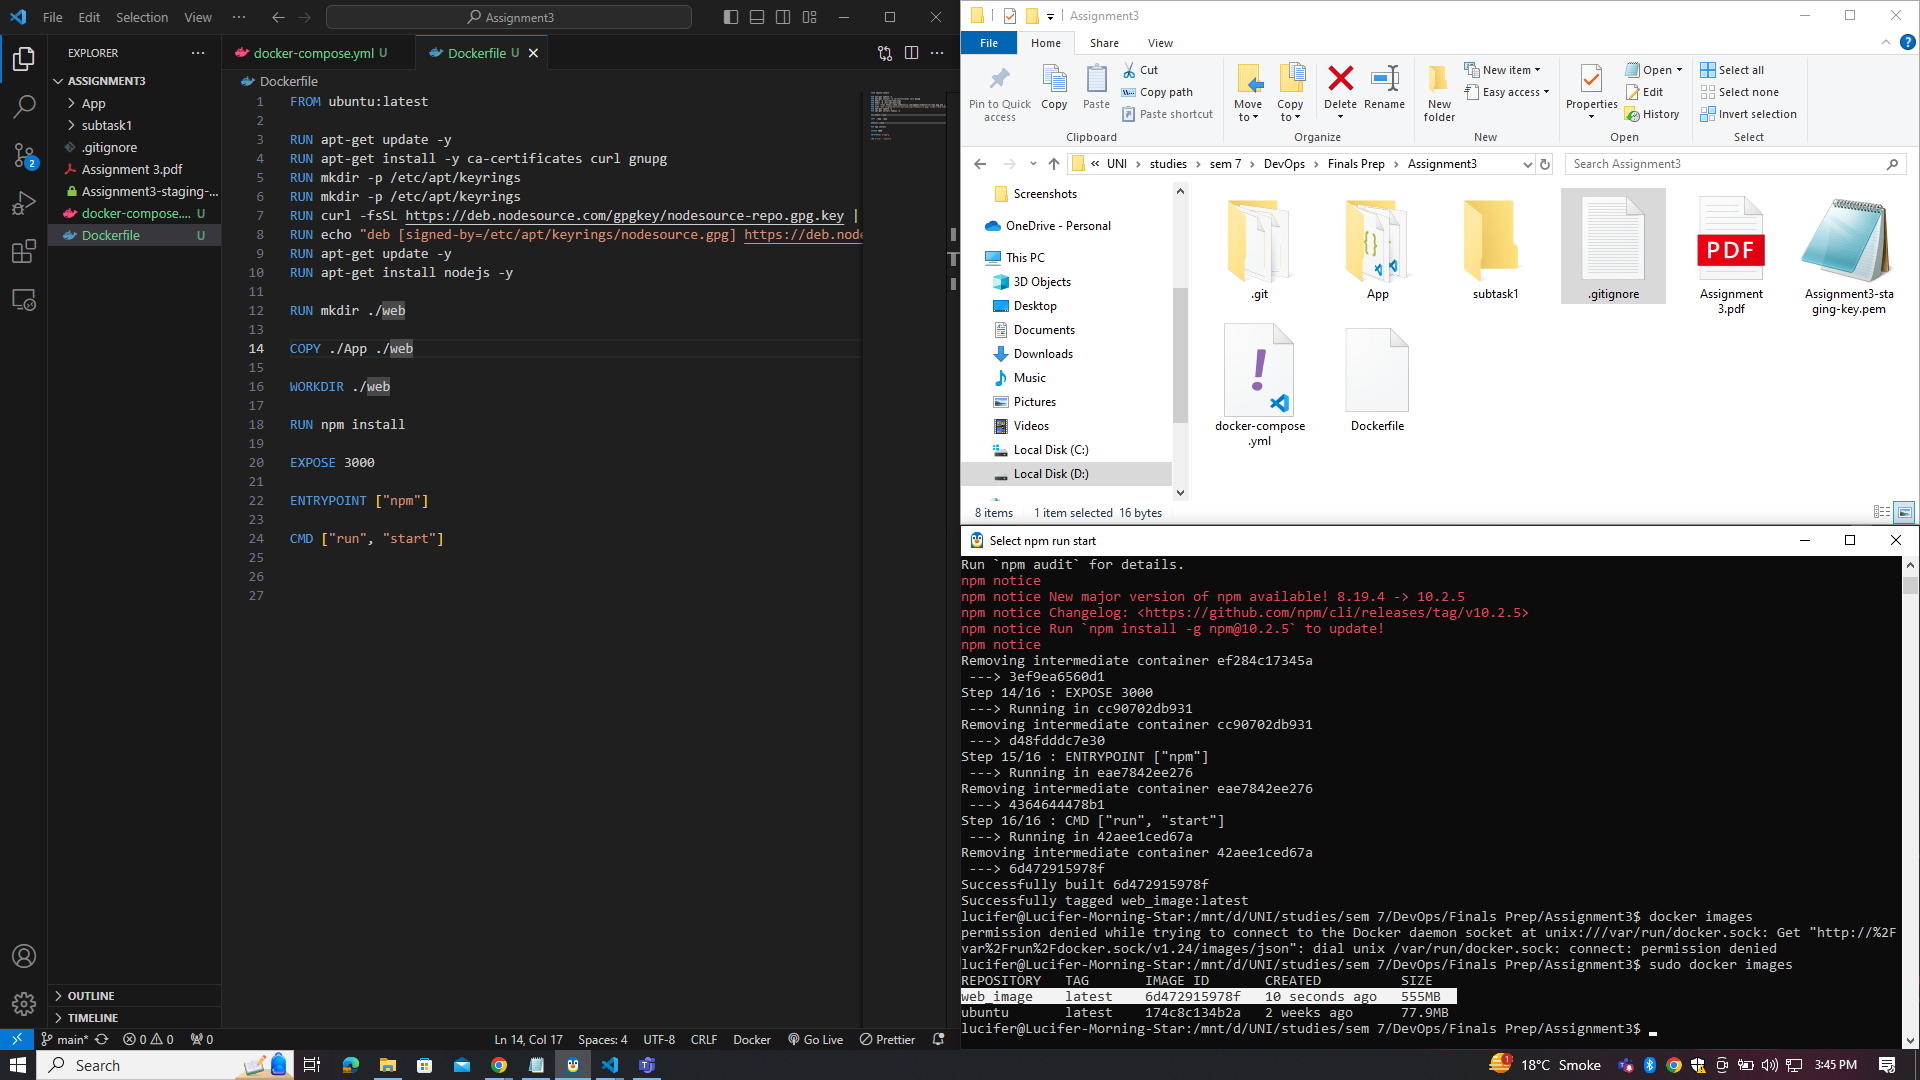 File Edit Selection View ··· Assignment3
EXPLORER ···
ASSIGNMENT3
App
subtask1
.gitignore
Assignment 3.pdf
Assignment3-staging-...
docker-compose.... U
Dockerfile U
OUTLINE
TIMELINE
2
docker-compose.yml U
Dockerfile U
Dockerfile
1 FROM ubuntu:latest
2
3 RUN apt-get update -y
4 RUN apt-get install -y ca-certificates curl gnupg
5 RUN mkdir -p /etc/apt/keyrings
6 RUN mkdir -p /etc/apt/keyrings
7 RUN curl -fsSL https://deb.nodesource.com/gpgkey/nodesource-repo.gpg.key |
8 RUN echo "deb [signed-by=/etc/apt/keyrings/nodesource.gpg] https://deb.node
9 RUN apt-get update -y
10 RUN apt-get install nodejs -y
11
12 RUN mkdir ./web
13
14 COPY ./App ./web
15
16 WORKDIR ./web
17
18 RUN npm install
19
20 EXPOSE 3000
21
22 ENTRYPOINT ["npm"]
23
24 CMD ["run", "start"]
25
26
27
main* 0 0 0 Ln 14, Col 17 Spaces: 4 UTF-8 CRLF Docker Go Live Prettier
Assignment3
File Home Share View
Pin to Quick access
Copy
Paste
Cut
Copy path
Paste shortcut
Clipboard
Move to
Copy to
Delete
Rename
Organize
New folder
New item
Easy access
New
Properties
Open
Edit
History
Open
Select all
Select none
Invert selection
Select
« UNI › studies › sem 7 › DevOps › Finals Prep › Assignment3
Search Assignment3
Screenshots
OneDrive - Personal
This PC
3D Objects
Desktop
Documents
Downloads
Music
Pictures
Videos
Local Disk (C:)
Local Disk (D:)
.git
App
subtask1
.gitignore
PDF
Assignment 3.pdf
Assignment3-staging-key.pem
docker-compose.yml
Dockerfile
8 items 1 item selected 16 bytes
Select npm run start
Run `npm audit` for details.
npm notice
npm notice New major version of npm available! 8.19.4 -> 10.2.5
npm notice Changelog: <https://github.com/npm/cli/releases/tag/v10.2.5>
npm notice Run `npm install -g npm@10.2.5` to update!
npm notice
Removing intermediate container ef284c17345a
---> 3ef9ea6560d1
Step 14/16 : EXPOSE 3000
---> Running in cc90702db931
Removing intermediate container cc90702db931
---> d48fdddc7e30
Step 15/16 : ENTRYPOINT ["npm"]
---> Running in eae7842ee276
Removing intermediate container eae7842ee276
---> 4364644478b1
Step 16/16 : CMD ["run", "start"]
---> Running in 42aee1ced67a
Removing intermediate container 42aee1ced67a
---> 6d472915978f
Successfully built 6d472915978f
Successfully tagged web_image:latest
lucifer@Lucifer-Morning-Star:/mnt/d/UNI/studies/sem 7/DevOps/Finals Prep/Assignment3$ docker images
permission denied while trying to connect to the Docker daemon socket at unix:///var/run/docker.sock: Get "http://%2F
var%2Frun%2Fdocker.sock/v1.24/images/json": dial unix /var/run/docker.sock: connect: permission denied
lucifer@Lucifer-Morning-Star:/mnt/d/UNI/studies/sem 7/DevOps/Finals Prep/Assignment3$ sudo docker images
REPOSITORY TAG IMAGE ID CREATED SIZE
web_image latest 6d472915978f 10 seconds ago 555MB
ubuntu latest 174c8c134b2a 2 weeks ago 77.9MB
lucifer@Lucifer-Morning-Star:/mnt/d/UNI/studies/sem 7/DevOps/Finals Prep/Assignment3$
Search
1 18°C Smoke 3:45 PM